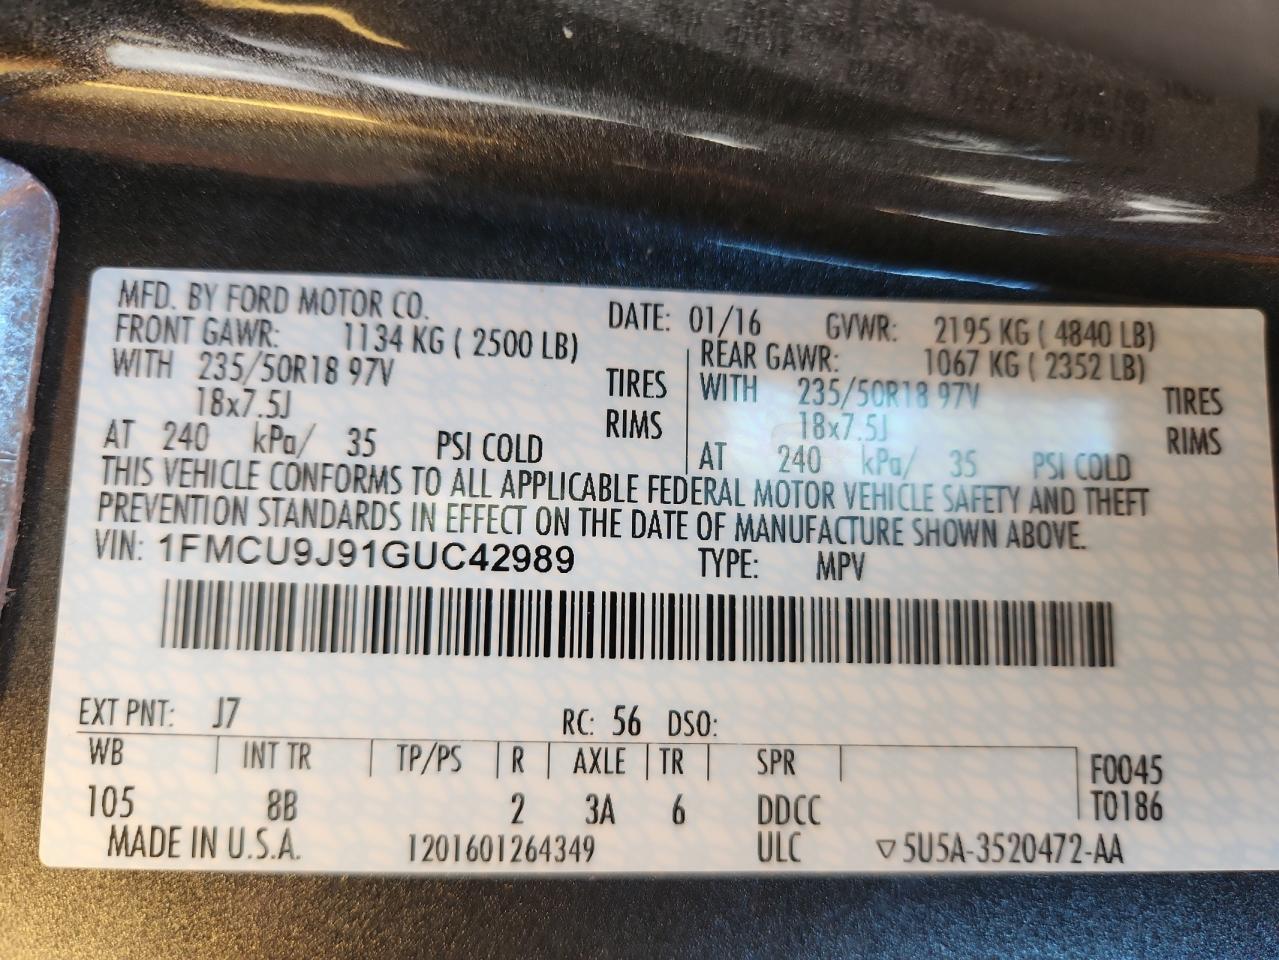 MFD. BY FORD MOTOR CO. DATE: 01/16 GVWR: 2195 KG ( 4840 LB)
FRONT GAWR: 1134 KG ( 2500 LB) REAR GAWR: 1067 KG ( 2352 LB)
WITH 235/50R18 97V TIRES WITH 235/50R18 97V TIRES
18x7.5J RIMS 18x7.5J RIMS
AT 240 kPa/ 35 PSI COLD AT 240 kPa/ 35 PSI COLD
THIS VEHICLE CONFORMS TO ALL APPLICABLE FEDERAL MOTOR VEHICLE SAFETY AND THEFT
PREVENTION STANDARDS IN EFFECT ON THE DATE OF MANUFACTURE SHOWN ABOVE.
VIN: 1FMCU9J91GUC42989 TYPE: MPV
EXT PNT: J7 RC: 56 DSO:
WB INT TR TP/PS R AXLE TR SPR F0045
105 8B 2 3A 6 DDCC T0186
MADE IN U.S.A. 1201601264349 ULC ▽5U5A-3520472-AA